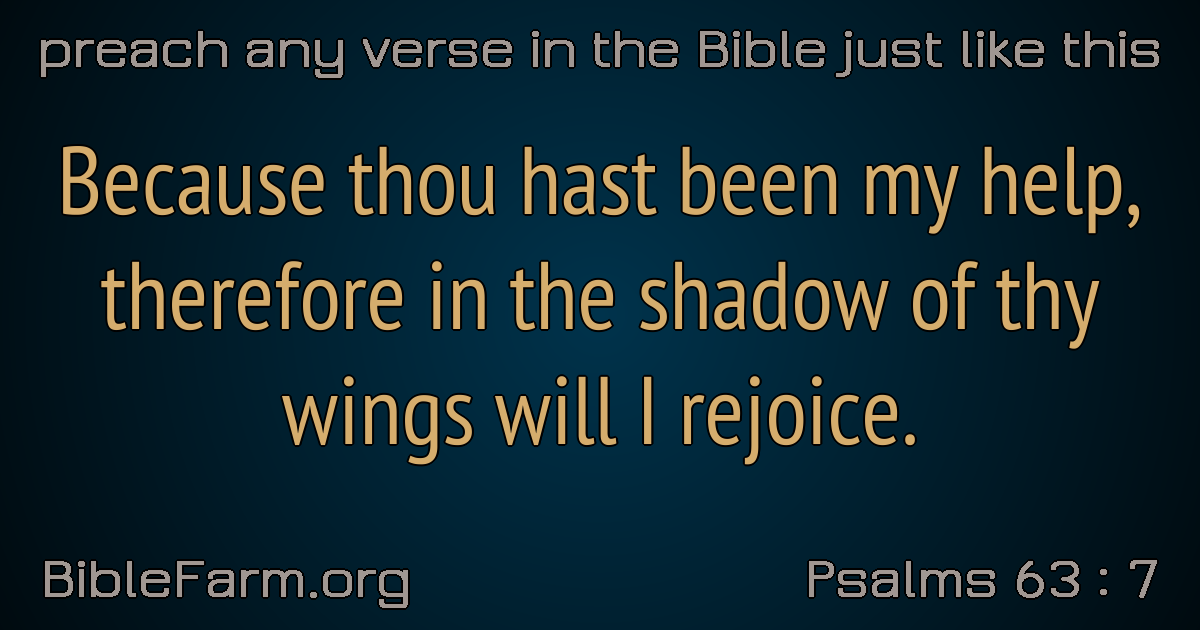 preach any verse in the Bible just like this
Because thou hast been my help,
therefore in the shadow of thy
wings will I rejoice.
BibleFarm.org
Psalms 63 : 7